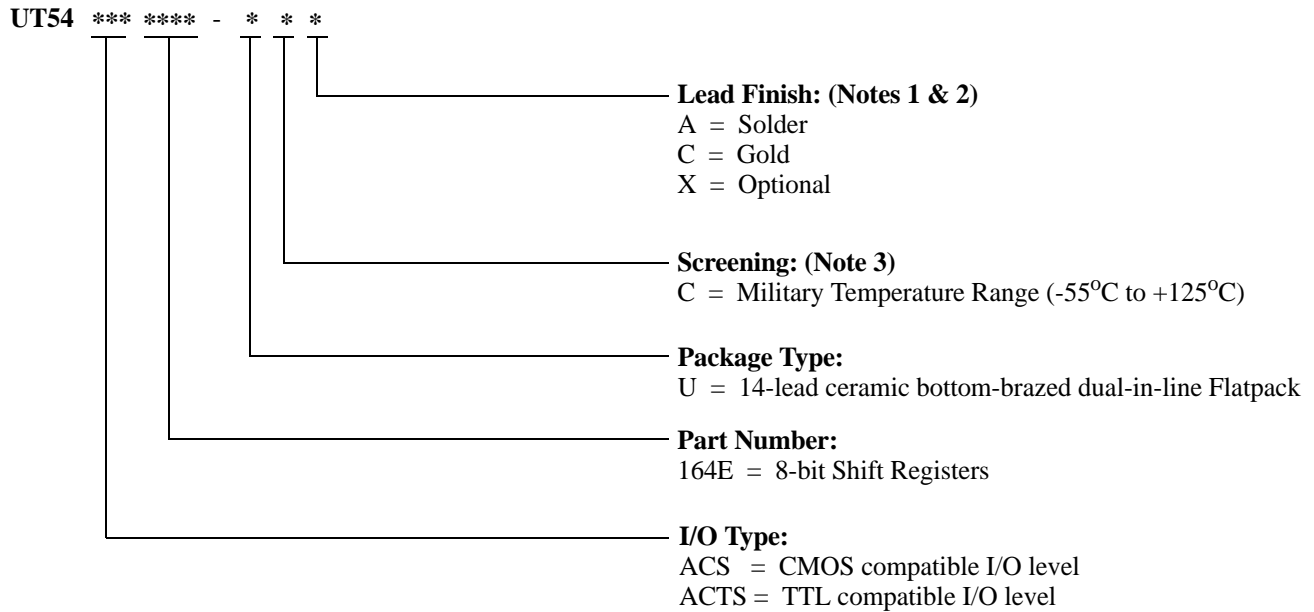 UT54 *** **** - * * *
Lead Finish: (Notes 1 & 2)
A = Solder
C = Gold
X = Optional
Screening: (Note 3)
C = Military Temperature Range (-55°C to +125°C)
Package Type:
U = 14-lead ceramic bottom-brazed dual-in-line Flatpack
Part Number:
164E = 8-bit Shift Registers
I/O Type:
ACS = CMOS compatible I/O level
ACTS = TTL compatible I/O level